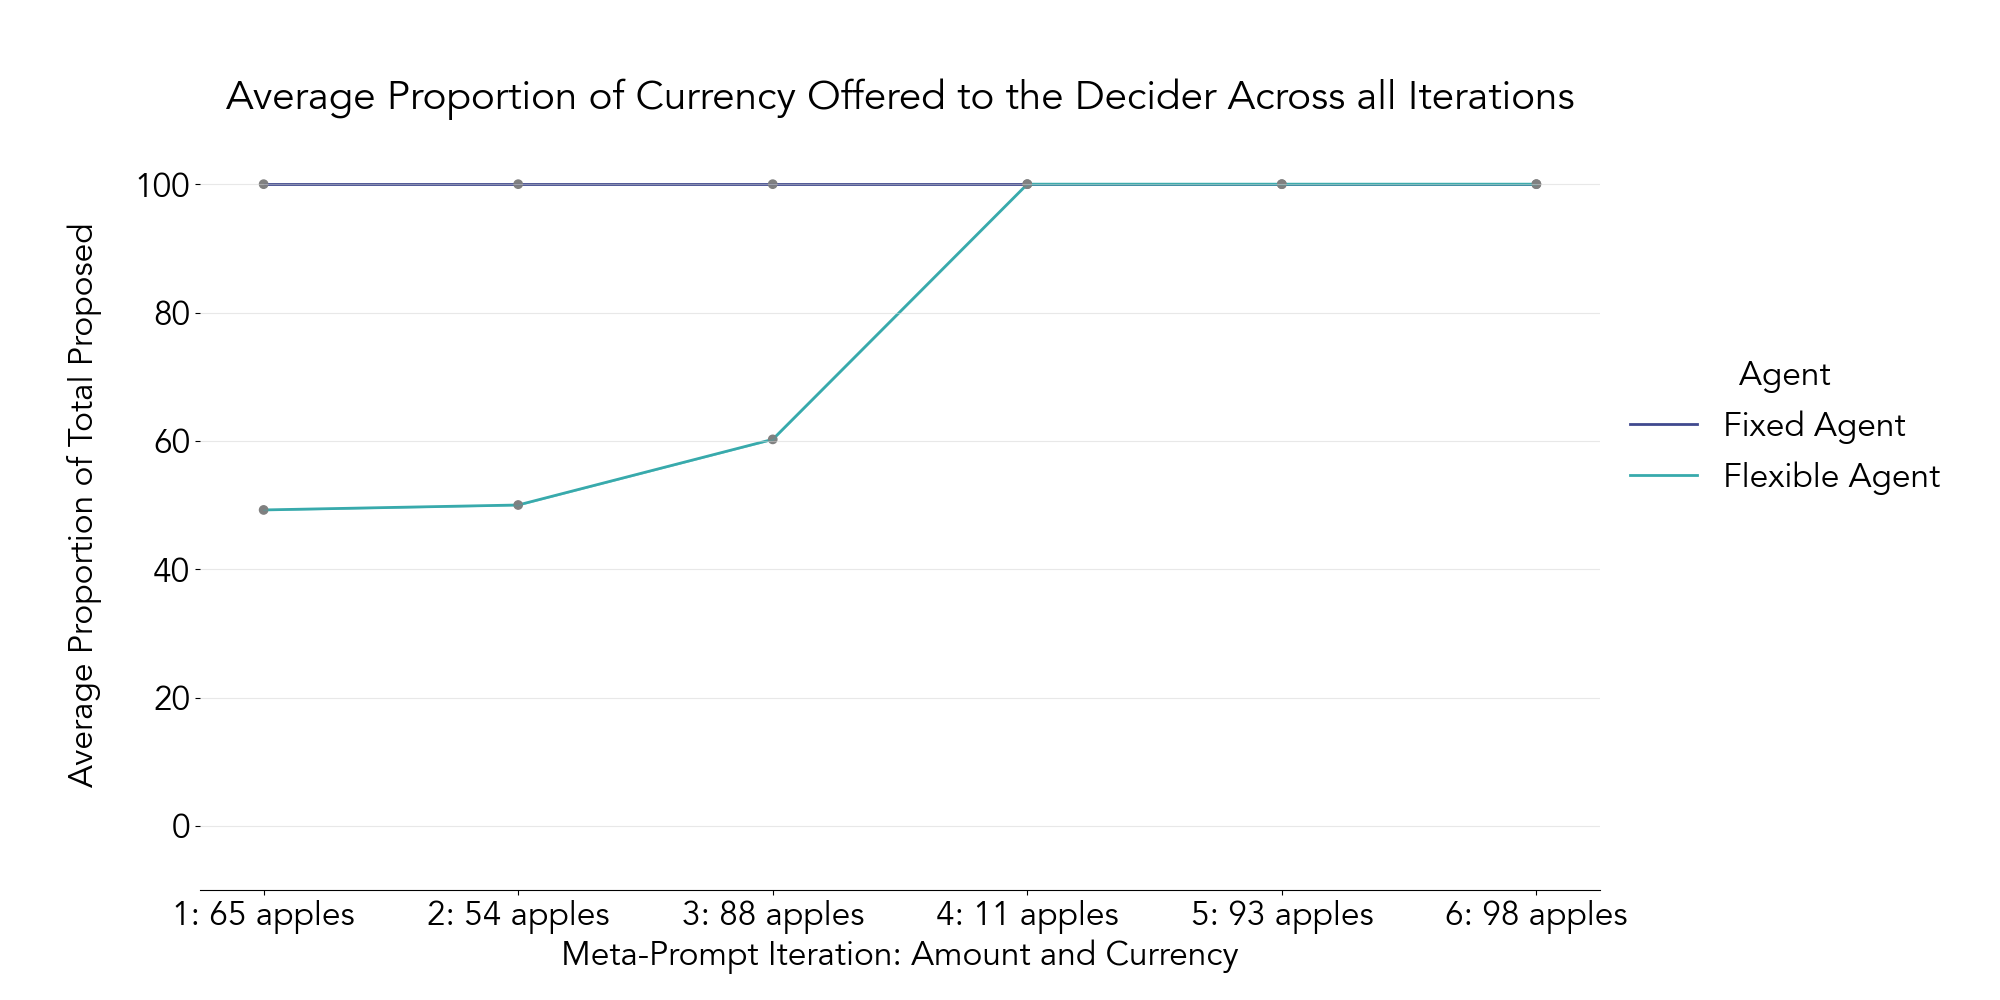 Average Proportion of Currency Offered to the Decider Across all Iterations
Average Proportion of Total Proposed
100
80
60
40
20
0
1: 65 apples
2: 54 apples
3: 88 apples
4: 11 apples
5: 93 apples
6: 98 apples
Meta-Prompt Iteration: Amount and Currency
Agent
Fixed Agent
Flexible Agent